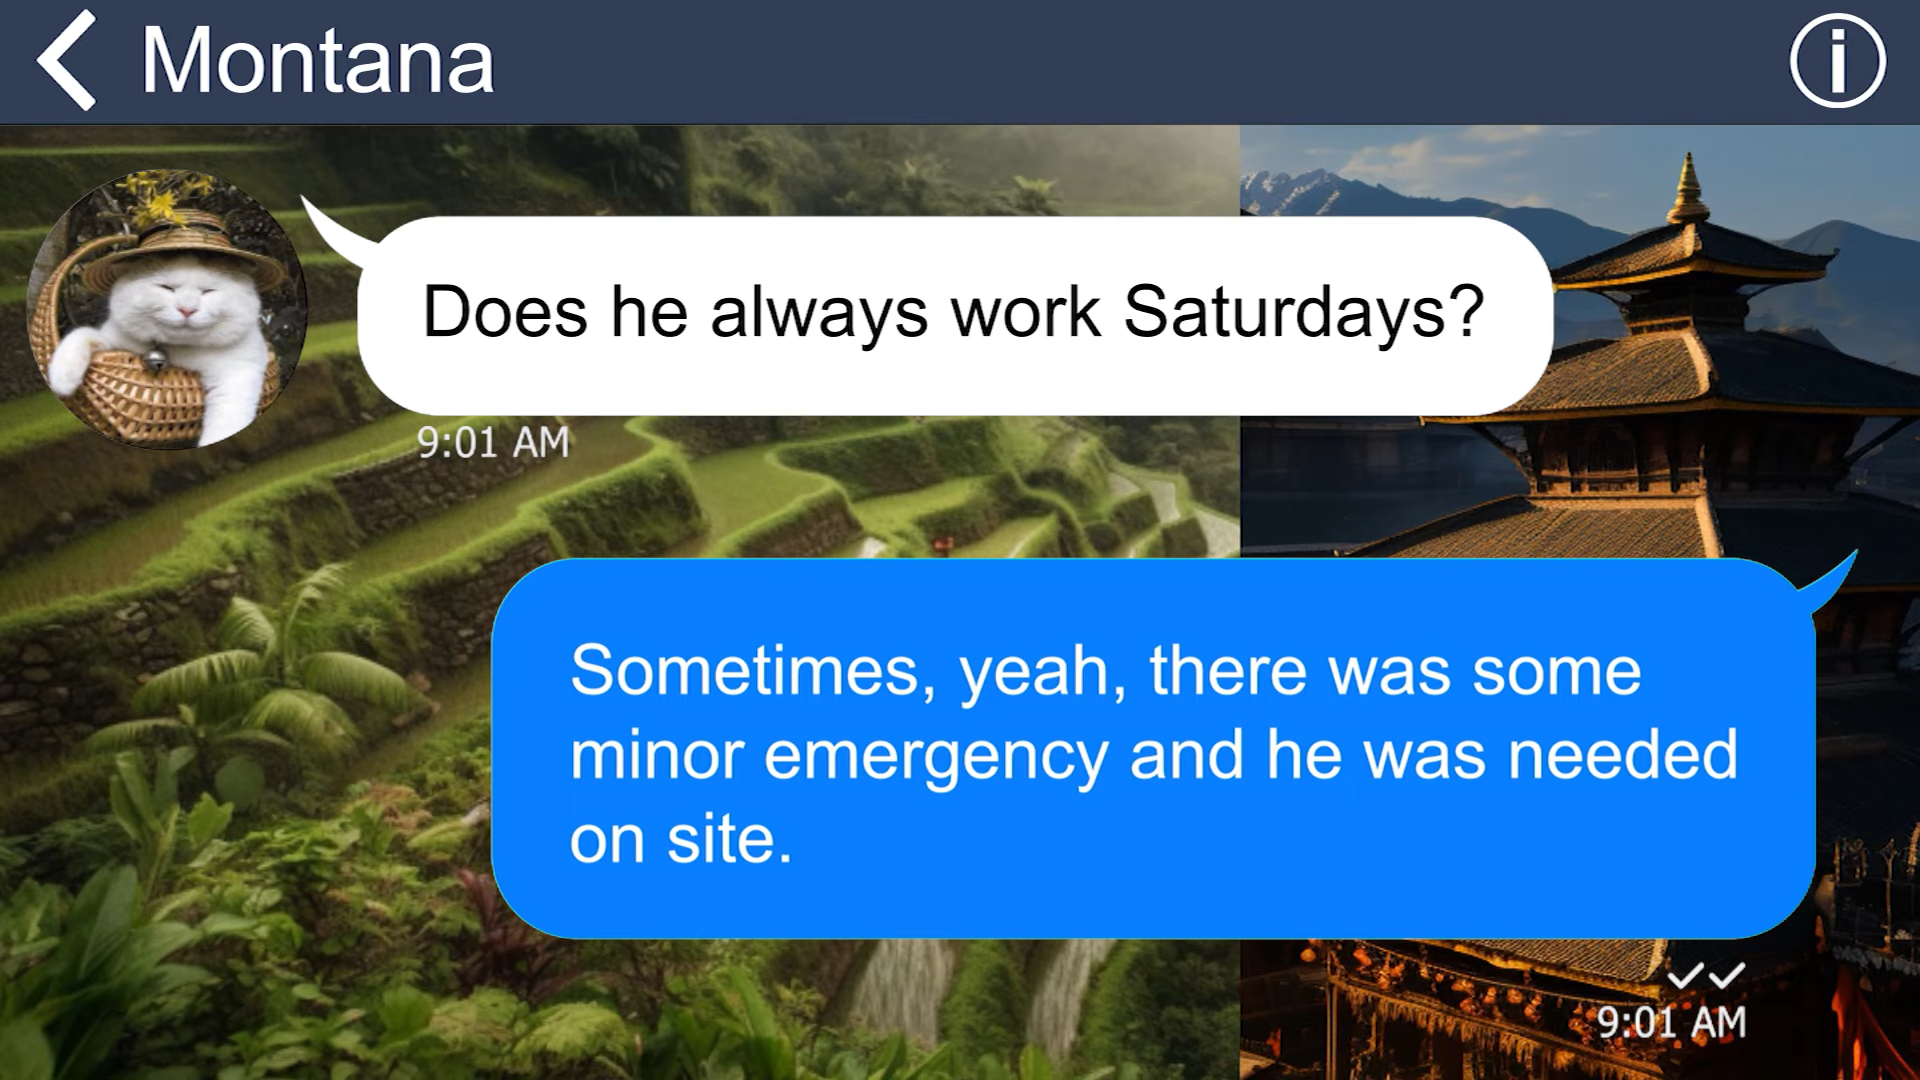 Montana
Does he always work Saturdays?
9:01 AM
Sometimes, yeah, there was some
minor emergency and he was needed
on site.
9:01 AM